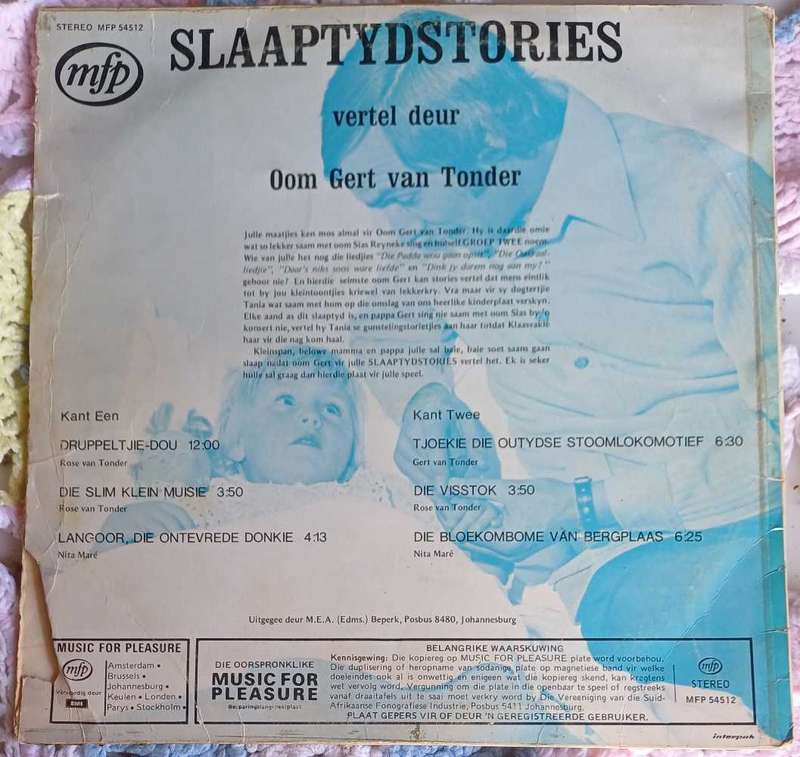 STEREO MFP 54512
mfp
SLAAPTYDSTORIES
vertel deur
Oom Gert van Tonder
Julle maatjies ken mos almal vir Oom Gert van Tonder. Hy is daardie omie
wat so lekker saam met oom Sias Reyneke sing en hulself GROEP TWEE noem.
Wie van julle het nog die liedjies "Die Padda wou gaan opsit", "Die
liedjie", "Daar's niks soos ware liefde" en "Dink jy darem nog aan my?"
gehoor nie? En hierdie selmste oom Gert kan stories vertel dat mens eintlik
tot by jou kleintoontjies kriewel van lekkerkry. Vra maar vir sy dogtertjie
Tania wat saam met hom op die omslag van ons heerlike kinderplaat verskyn.
Elke aand as dit slaaptyd is, en pappa Gert sing nie saam met oom Sias by 'n
konsert nie, vertel hy Tania se gunstelingstorietjies aan haar totdat Klaasvakie
haar vir die nag kom haal.
Kleinspan, belowe mamma en pappa julle sal baie, baie soet saam gaan
slaap nadat oom Gert vir julle SLAAPTYDSTORIES vertel het. Ek is seker
hulle sal graag dan hierdie plaat vir julle speel.
Kant Een
DRUPPELTJIE-DOU 12:00
Rose van Tonder
DIE SLIM KLEIN MUISIE 3:50
Rose van Tonder
LANGOOR, DIE ONTEVREDE DONKIE 4:13
Nita Maré
Kant Twee
TJOEKIE DIE OUTYDSE STOOMLOKOMOTIEF 6:30
Gert van Tonder
DIE VISSTOK 3:50
Rose van Tonder
DIE BLOEKOMBOME VAN BERGPLAAS 6:25
Nita Maré
Uitgegee deur M.E.A. (Edms.) Beperk, Posbus 8480, Johannesburg
MUSIC FOR PLEASURE
mfp
Vervaardig deur
EMI
Amsterdam •
Brussels •
Johannesburg •
Keulen • Londen •
Parys • Stockholm •
DIE OORSPRONKLIKE
MUSIC FOR
PLEASURE
Besparingslangspeelplaat
BELANGRIKE WAARSKUWING
Kennisgewing: Die kopiereg op MUSIC FOR PLEASURE plate word voorbehou.
Die duplisering of heropname van sodanige plate op magnetiese band vir welke
doeleindes ook al is onwettig en enigeen wat die kopiereg skend, kan kragtens
wet vervolg word. Vergunning om die plate in die openbaar te speel of regstreeks
vanaf draaitafels uit te saai moet verkry word by Die Vereeniging van die Suid-
Afrikaanse Fonografiese Industrie, Posbus 5411 Johannesburg.
PLAAT GEPERS VIR OF DEUR 'N GEREGISTREERDE GEBRUIKER.
mfp
STEREO
MFP 54512
interpak